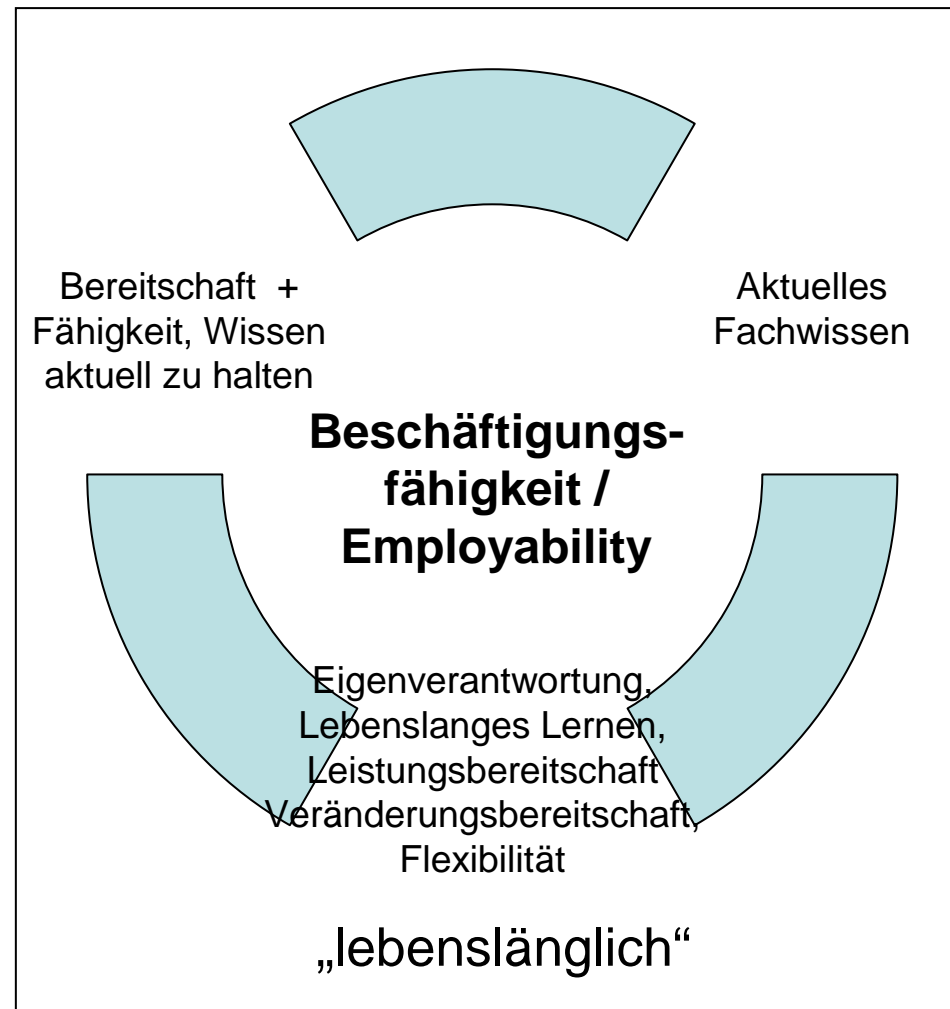 Bereitschaft +
Fähigkeit, Wissen
aktuell zu halten
Aktuelles
Fachwissen
Beschäftigungs-
fähigkeit /
Employability
Eigenverantwortung,
Lebenslanges Lernen,
Leistungsbereitschaft
Veränderungsbereitschaft,
Flexibilität
„lebenslänglich“